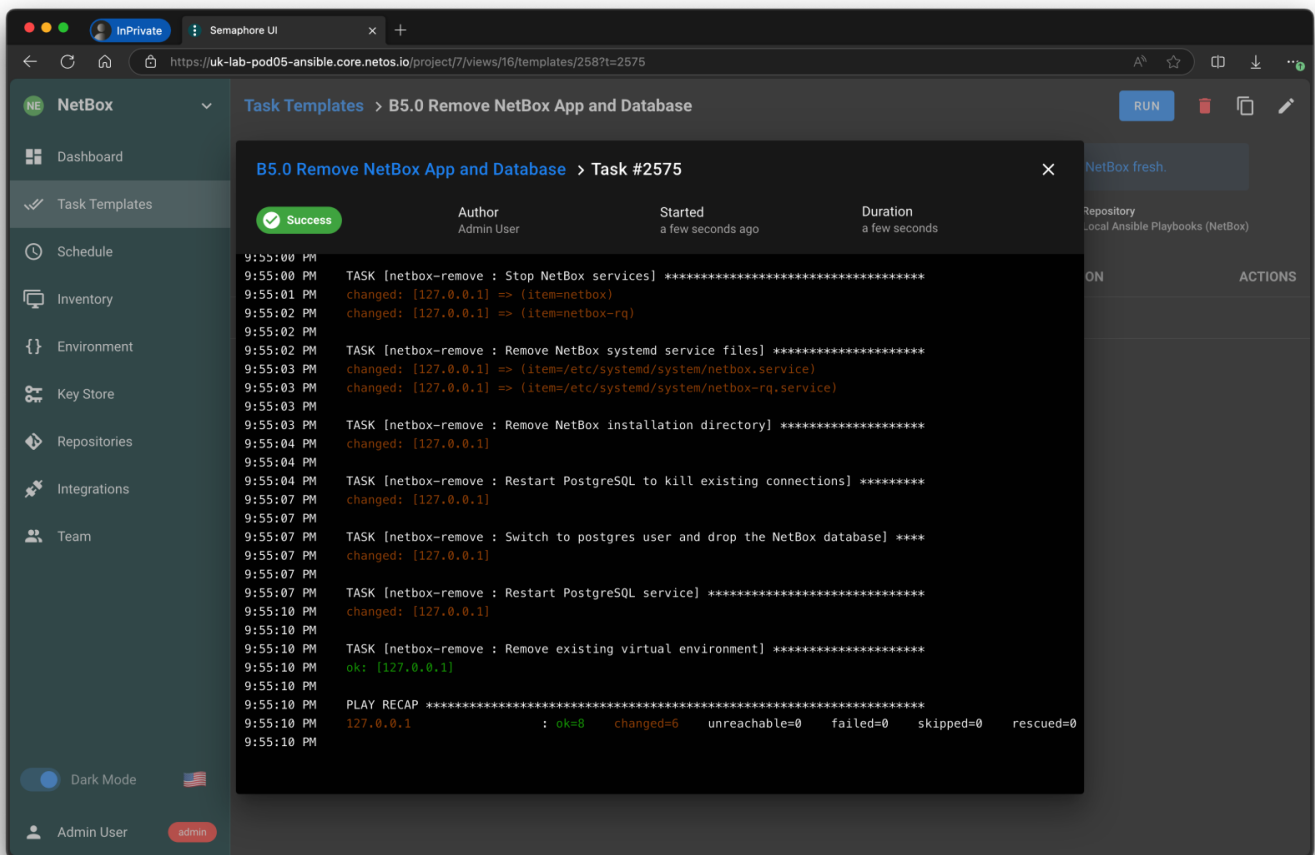 InPrivate
Semaphore UI
https://uk-lab-pod05-ansible.core.netos.io/project/7/views/16/templates/258?t=2575
NE NetBox
Task Templates > B5.0 Remove NetBox App and Database
RUN
Dashboard
Task Templates
Schedule
Inventory
Environment
Key Store
Repositories
Integrations
Team
Dark Mode
Admin User admin
NetBox fresh.
Repository
Local Ansible Playbooks (NetBox)
ON ACTIONS
B5.0 Remove NetBox App and Database > Task #2575
Success
Author
Admin User
Started
a few seconds ago
Duration
a few seconds
9:55:00 PM
9:55:00 PM TASK [netbox-remove : Stop NetBox services] ************************************
9:55:01 PM changed: [127.0.0.1] => (item=netbox)
9:55:02 PM changed: [127.0.0.1] => (item=netbox-rq)
9:55:02 PM
9:55:02 PM TASK [netbox-remove : Remove NetBox systemd service files] *********************
9:55:03 PM changed: [127.0.0.1] => (item=/etc/systemd/system/netbox.service)
9:55:03 PM changed: [127.0.0.1] => (item=/etc/systemd/system/netbox-rq.service)
9:55:03 PM
9:55:03 PM TASK [netbox-remove : Remove NetBox installation directory] ********************
9:55:04 PM changed: [127.0.0.1]
9:55:04 PM
9:55:04 PM TASK [netbox-remove : Restart PostgreSQL to kill existing connections] *********
9:55:07 PM changed: [127.0.0.1]
9:55:07 PM
9:55:07 PM TASK [netbox-remove : Switch to postgres user and drop the NetBox database] ****
9:55:07 PM changed: [127.0.0.1]
9:55:07 PM
9:55:07 PM TASK [netbox-remove : Restart PostgreSQL service] ******************************
9:55:10 PM changed: [127.0.0.1]
9:55:10 PM
9:55:10 PM TASK [netbox-remove : Remove existing virtual environment] *********************
9:55:10 PM ok: [127.0.0.1]
9:55:10 PM
9:55:10 PM PLAY RECAP *********************************************************************
9:55:10 PM 127.0.0.1 : ok=8 changed=6 unreachable=0 failed=0 skipped=0 rescued=0
9:55:10 PM